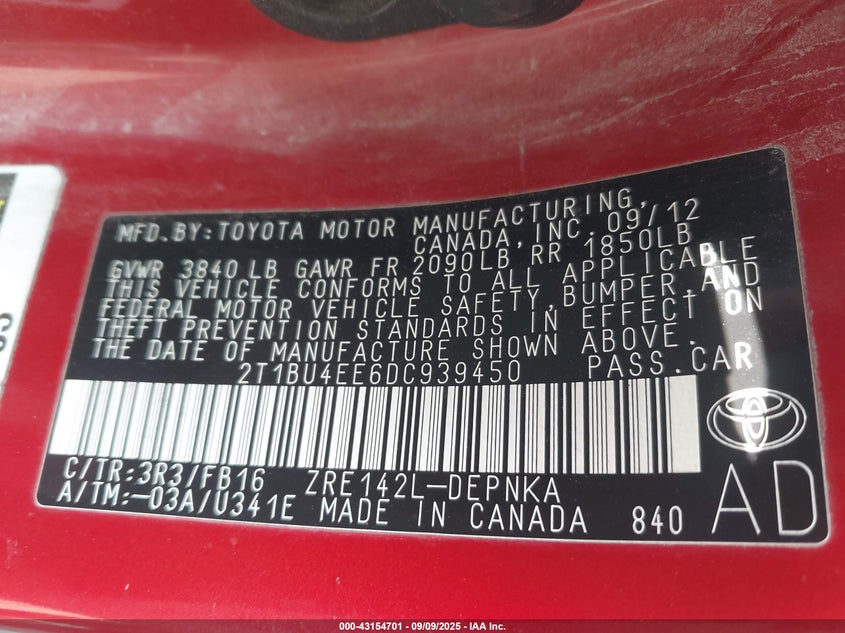 MFD.BY:TOYOTA MOTOR MANUFACTURING,
CANADA,INC. 09/12
GVWR 3840LB GAWR FR 2090LB RR 1850LB
THIS VEHICLE CONFORMS TO ALL APPLICABLE
FEDERAL MOTOR VEHICLE SAFETY,BUMPER,AND
THEFT PREVENTION STANDARDS IN EFFECT ON
THE DATE OF MANUFACTURE SHOWN ABOVE.
2T1BU4EE6DC939450 PASS.CAR
C/TR:3R3/FB16 ZRE142L-DEPNKA
A/TM:-03A/U341E MADE IN CANADA 840
AD
000-43154701 - 09/09/2025 - IAA Inc.